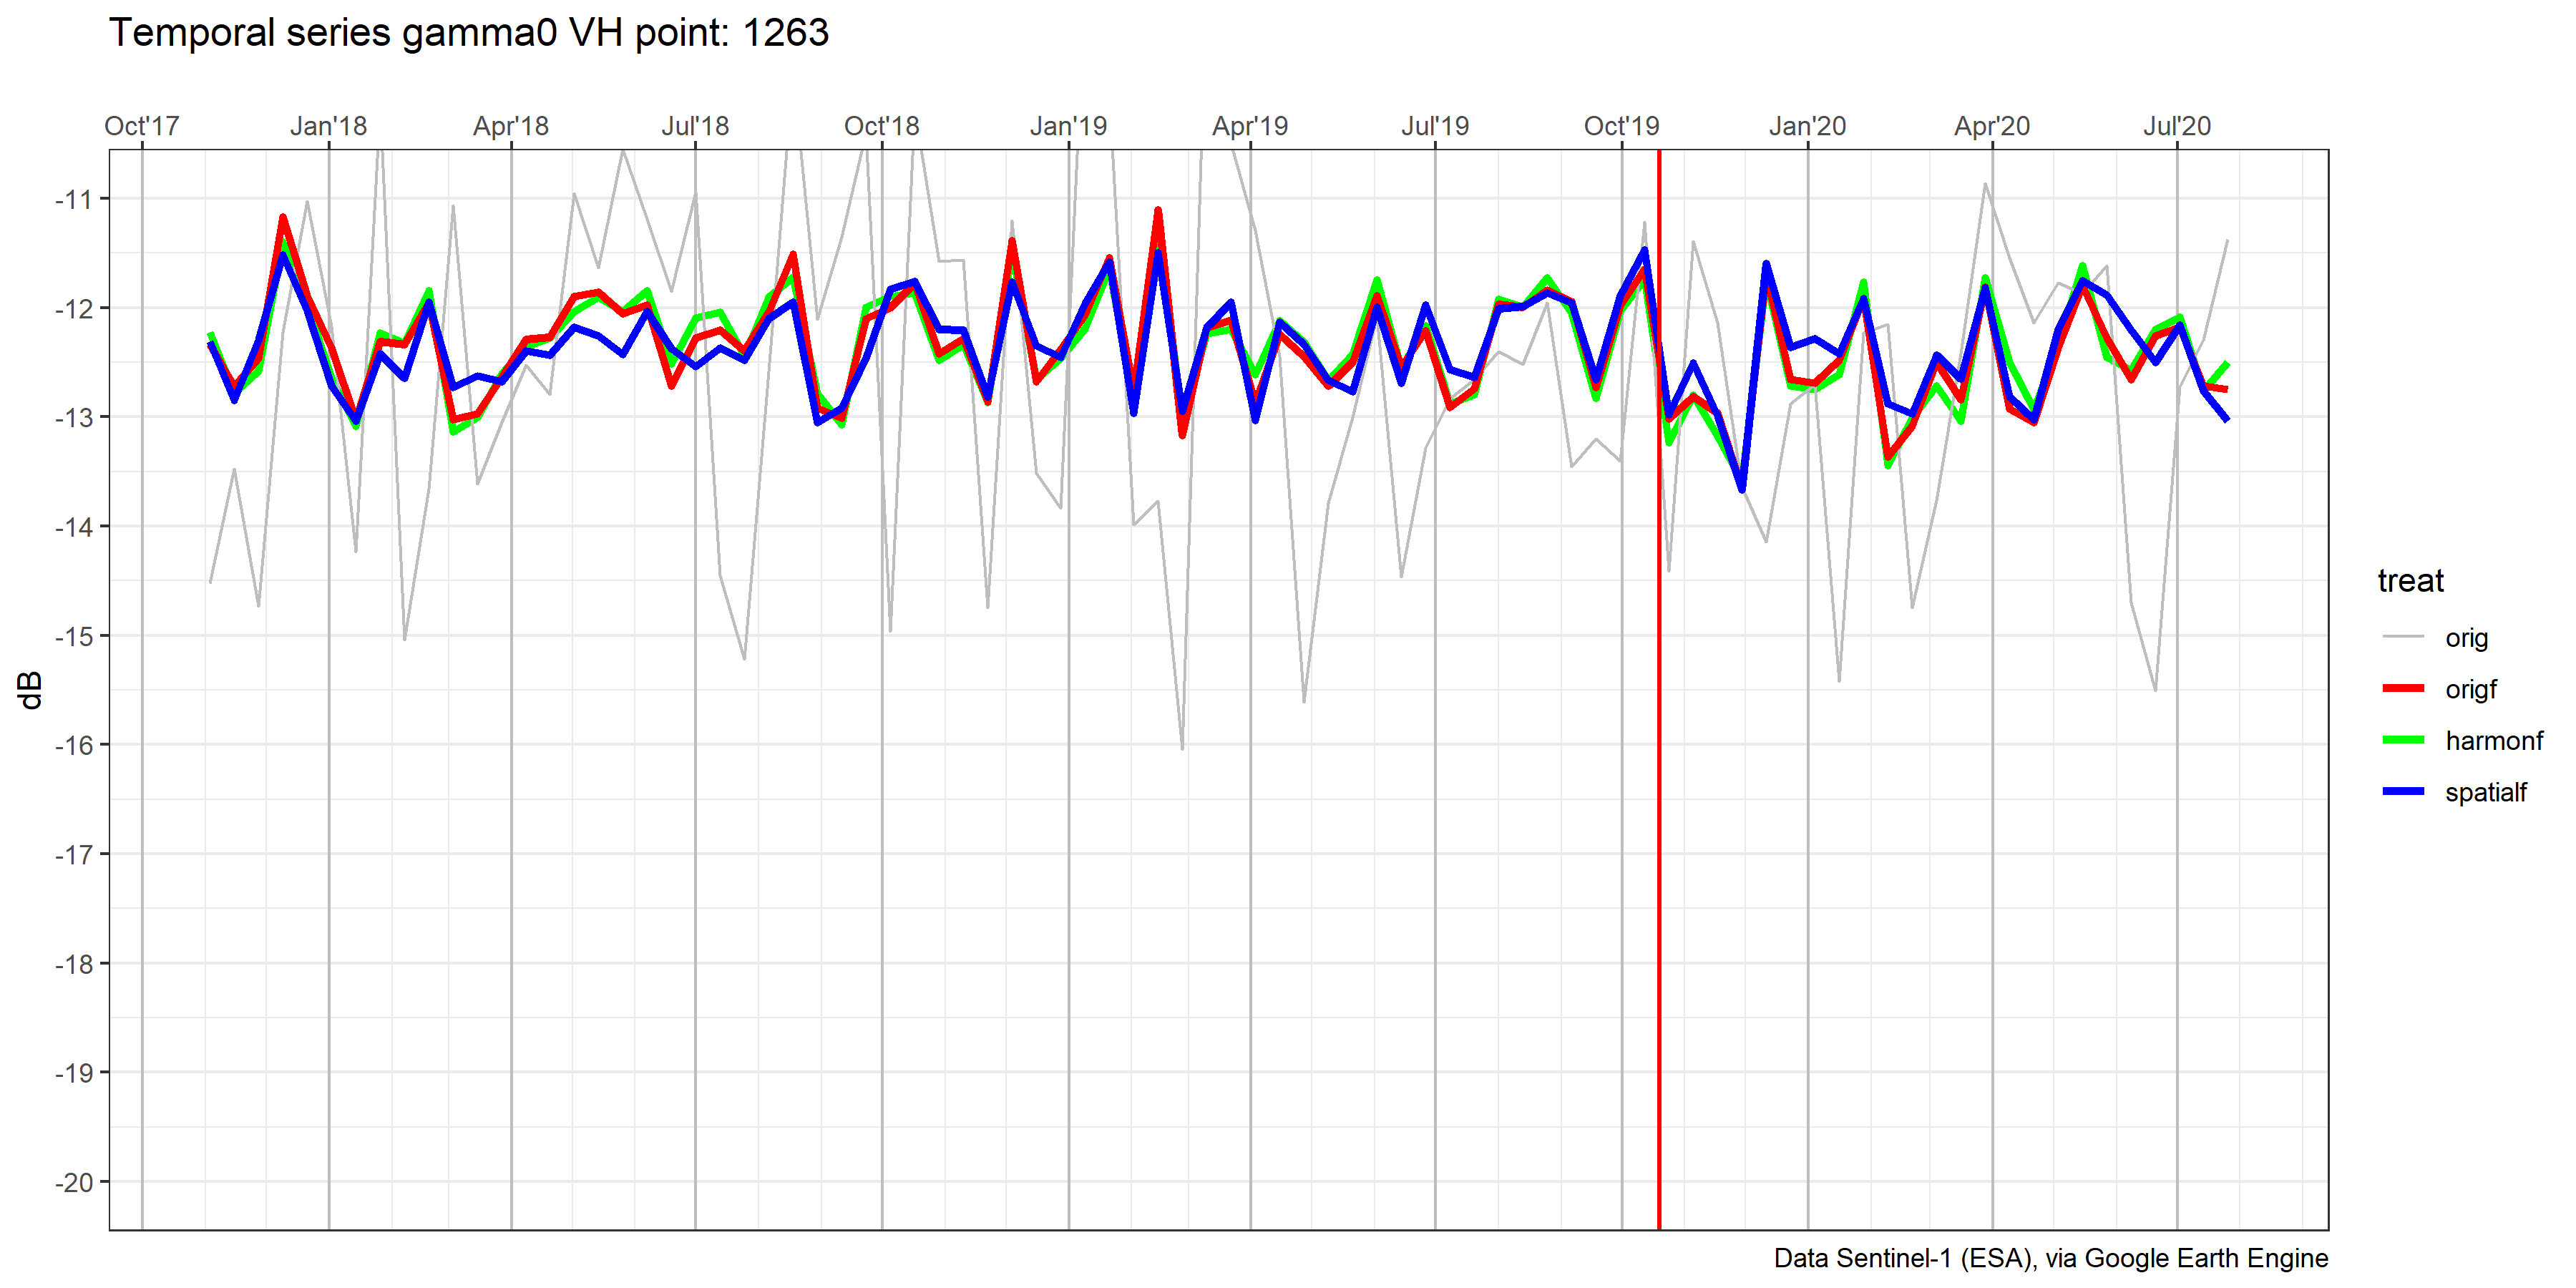 Temporal series gamma0 VH point: 1263
Oct'17 Jan'18 Apr'18 Jul'18 Oct'18 Jan'19 Apr'19 Jul'19 Oct'19 Jan'20 Apr'20 Jul'20
-11
-12
-13
-14
-15
-16
-17
-18
-19
-20
dB
treat
orig
origf
harmonf
spatialf
Data Sentinel-1 (ESA), via Google Earth Engine